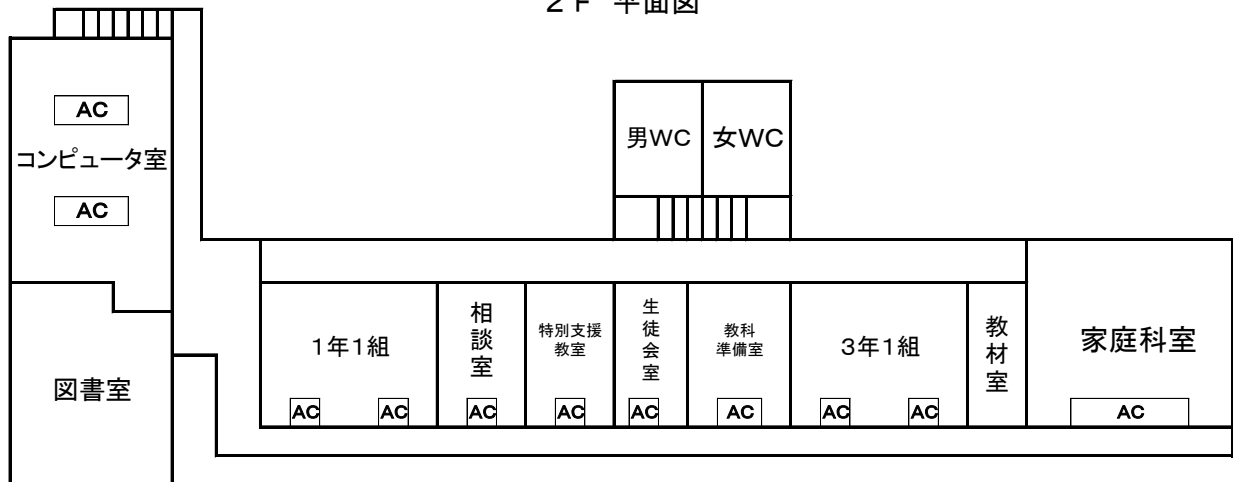 ２Ｆ 平面図
AC
コンピュータ室
AC
図書室
男ＷＣ
女ＷＣ
１年１組
相談室
特別支援
教室
生徒会室
教科
準備室
３年１組
教材室
家庭科室
AC
AC
AC
AC
AC
AC
AC
AC
AC